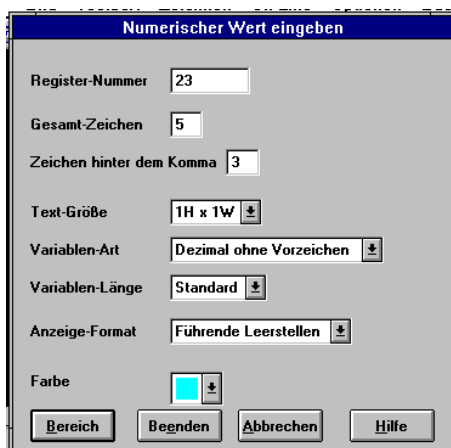 Numerischer Wert eingeben
Register-Nummer 23
Gesamt-Zeichen 5
Zeichen hinter dem Komma 3
Text-Größe 1H x 1W
Variablen-Art Dezimal ohne Vorzeichen
Variablen-Länge Standard
Anzeige-Format Führende Leerstellen
Farbe
Bereich Beenden Abbrechen Hilfe